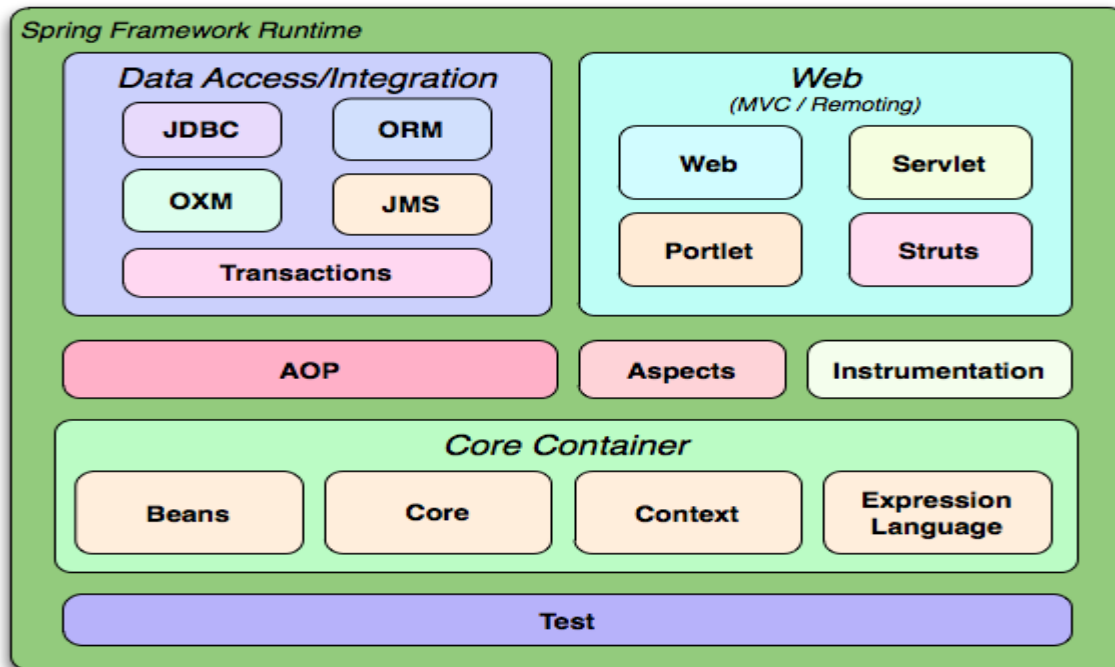 Spring Framework Runtime
Data Access/Integration
JDBC
ORM
OXM
JMS
Transactions
Web
(MVC / Remoting)
Web
Servlet
Portlet
Struts
AOP
Aspects
Instrumentation
Core Container
Beans
Core
Context
Expression
Language
Test